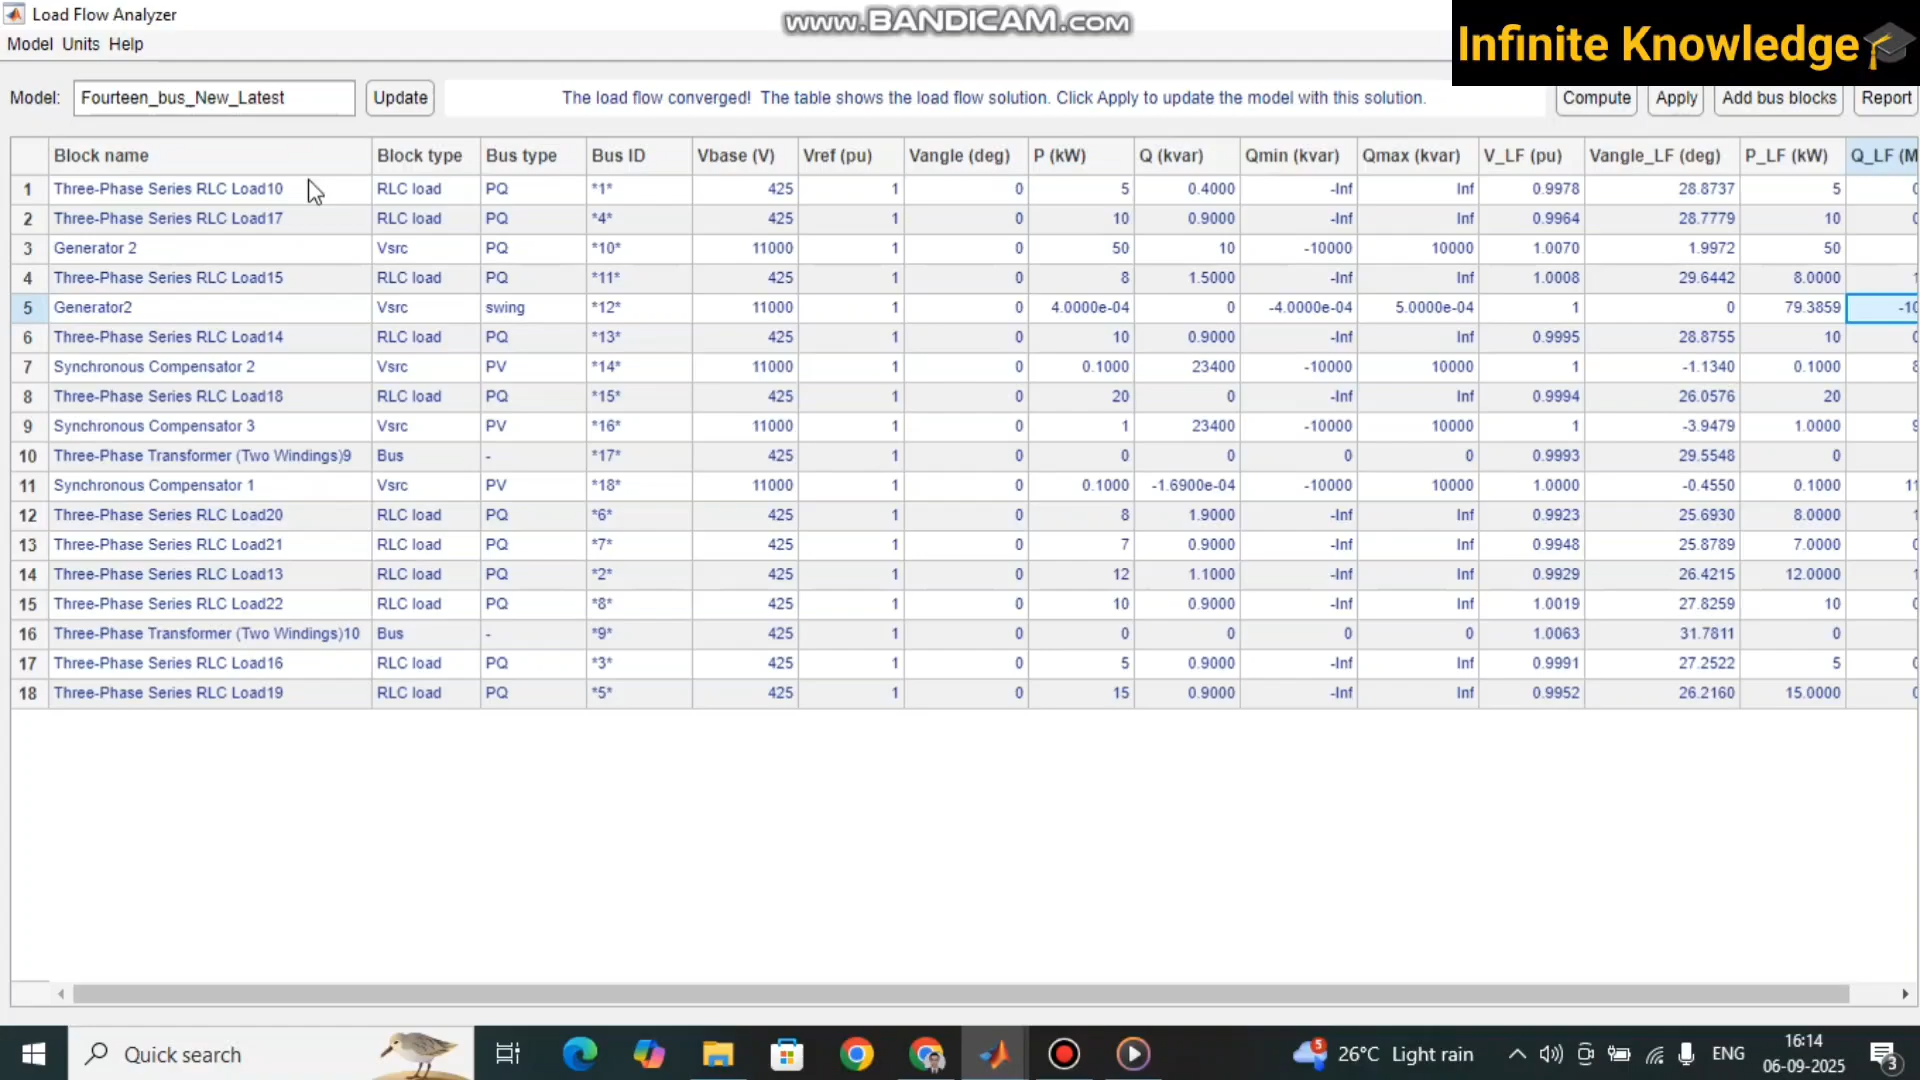 Load Flow Analyzer
www.BANDICAM.com
Infinite Knowledge
Model Units Help
Model: Fourteen_bus_New_Latest Update The load flow converged! The table shows the load flow solution. Click Apply to update the model with this solution. Compute Apply Add bus blocks Report
Block name Block type Bus type Bus ID Vbase (V) Vref (pu) Vangle (deg) P (kW) Q (kvar) Qmin (kvar) Qmax (kvar) V_LF (pu) Vangle_LF (deg) P_LF (kW) Q_LF (M
1 Three-Phase Series RLC Load10 RLC load PQ *1* 425 1 0 5 0.4000 -Inf Inf 0.9978 28.8737 5
2 Three-Phase Series RLC Load17 RLC load PQ *4* 425 1 0 10 0.9000 -Inf Inf 0.9964 28.7779 10
3 Generator 2 Vsrc PQ *10* 11000 1 0 50 10 -10000 10000 1.0070 1.9972 50
4 Three-Phase Series RLC Load15 RLC load PQ *11* 425 1 0 8 1.5000 -Inf Inf 1.0008 29.6442 8.0000
5 Generator2 Vsrc swing *12* 11000 1 0 4.0000e-04 0 -4.0000e-04 5.0000e-04 1 0 79.3859 -10
6 Three-Phase Series RLC Load14 RLC load PQ *13* 425 1 0 10 0.9000 -Inf Inf 0.9995 28.8755 10
7 Synchronous Compensator 2 Vsrc PV *14* 11000 1 0 0.1000 23400 -10000 10000 1 -1.1340 0.1000
8 Three-Phase Series RLC Load18 RLC load PQ *15* 425 1 0 20 0 -Inf Inf 0.9994 26.0576 20
9 Synchronous Compensator 3 Vsrc PV *16* 11000 1 0 1 23400 -10000 10000 1 -3.9479 1.0000
10 Three-Phase Transformer (Two Windings)9 Bus - *17* 425 1 0 0 0 0 0 0.9993 29.5548 0
11 Synchronous Compensator 1 Vsrc PV *18* 11000 1 0 0.1000 -1.6900e-04 -10000 10000 1.0000 -0.4550 0.1000 11
12 Three-Phase Series RLC Load20 RLC load PQ *6* 425 1 0 8 1.9000 -Inf Inf 0.9923 25.6930 8.0000
13 Three-Phase Series RLC Load21 RLC load PQ *7* 425 1 0 7 0.9000 -Inf Inf 0.9948 25.8789 7.0000
14 Three-Phase Series RLC Load13 RLC load PQ *2* 425 1 0 12 1.1000 -Inf Inf 0.9929 26.4215 12.0000
15 Three-Phase Series RLC Load22 RLC load PQ *8* 425 1 0 10 0.9000 -Inf Inf 1.0019 27.8259 10
16 Three-Phase Transformer (Two Windings)10 Bus - *9* 425 1 0 0 0 0 0 1.0063 31.7811 0
17 Three-Phase Series RLC Load16 RLC load PQ *3* 425 1 0 5 0.9000 -Inf Inf 0.9991 27.2522 5
18 Three-Phase Series RLC Load19 RLC load PQ *5* 425 1 0 15 0.9000 -Inf Inf 0.9952 26.2160 15.0000
Quick search 5 26°C Light rain ENG 16:14
06-09-2025 3